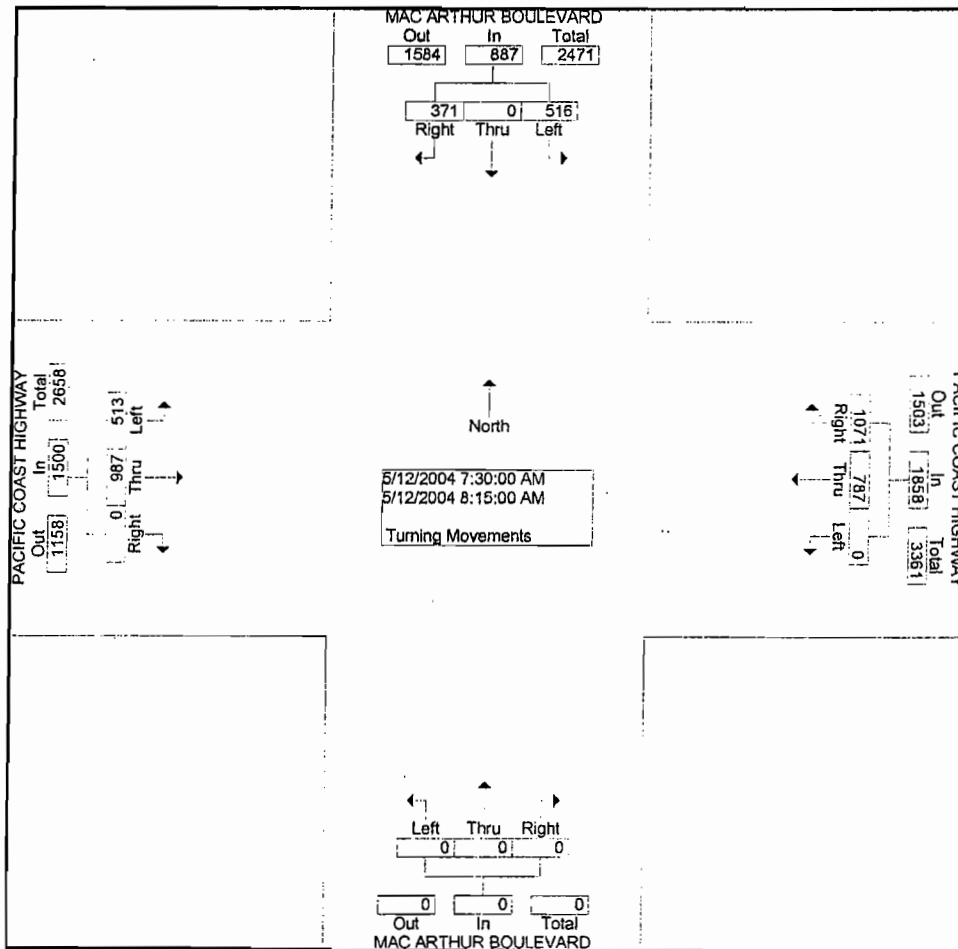 MAC ARTHUR BOULEVARD
Out In Total
1584 887 2471
371 0 516
Right Thru Left
PACIFIC COAST HIGHWAY
Out In Total
1158 1500 2658
0 987 513
Right Thru Left
North
5/12/2004 7:30:00 AM
5/12/2004 8:15:00 AM
Turning Movements
PACIFIC COAST HIGHWAY
Out In Total
1503 1858 3361
Right Thru Left
1071 787 0
Left Thru Right
0 0 0
0 0 0
Out In Total
MAC ARTHUR BOULEVARD